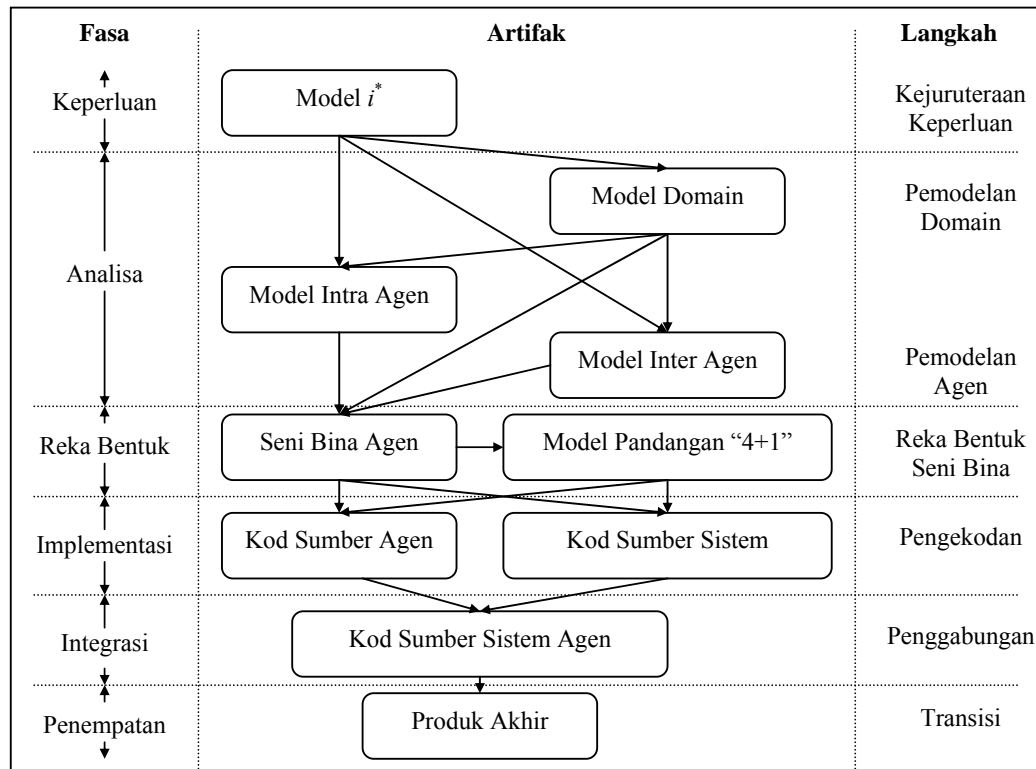 Fasa
Artifak
Langkah
Keperluan
Model i*
Kejuruteraan
Keperluan
Model Domain
Pemodelan
Domain
Analisa
Model Intra Agen
Model Inter Agen
Pemodelan
Agen
Reka Bentuk
Seni Bina Agen
Model Pandangan “4+1”
Reka Bentuk
Seni Bina
Implementasi
Kod Sumber Agen
Kod Sumber Sistem
Pengekodan
Integrasi
Kod Sumber Sistem Agen
Penggabungan
Penempatan
Produk Akhir
Transisi